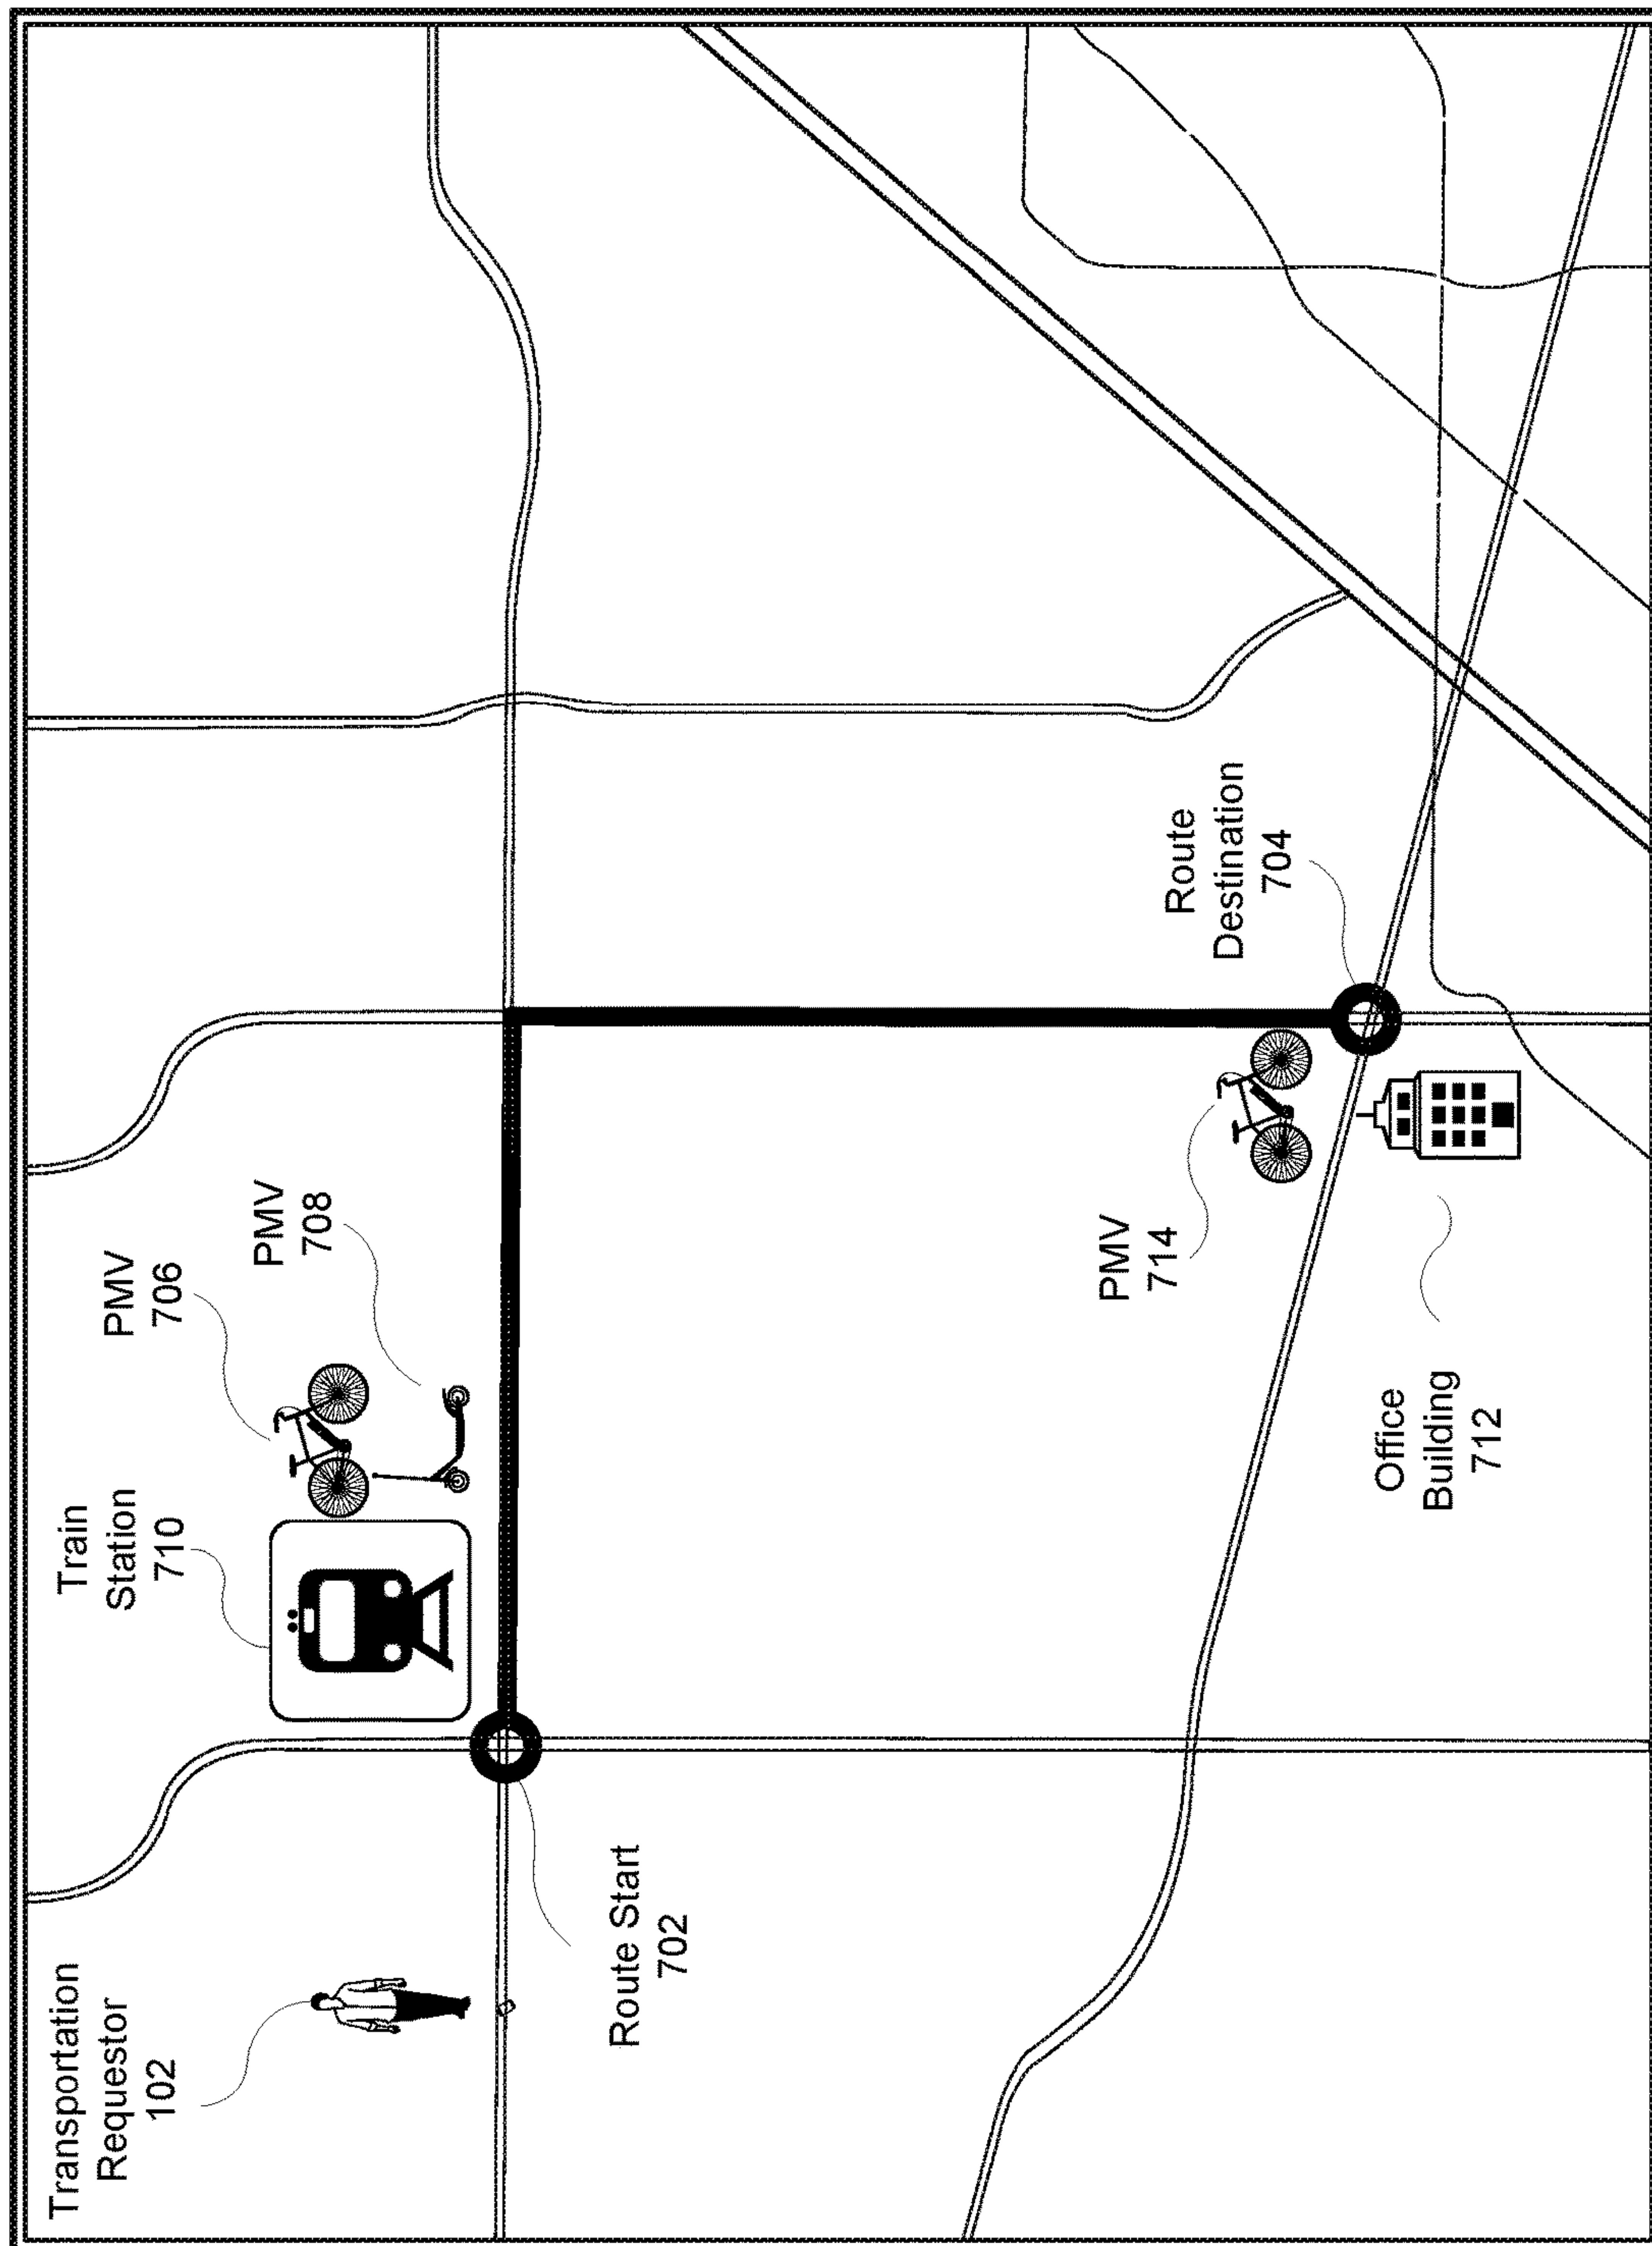 Transportation
Requestor
102
Train
Station
710
PMV
706
PMV
708
Route Start
702
Route
Destination
704
PMV
714
Office
Building
712